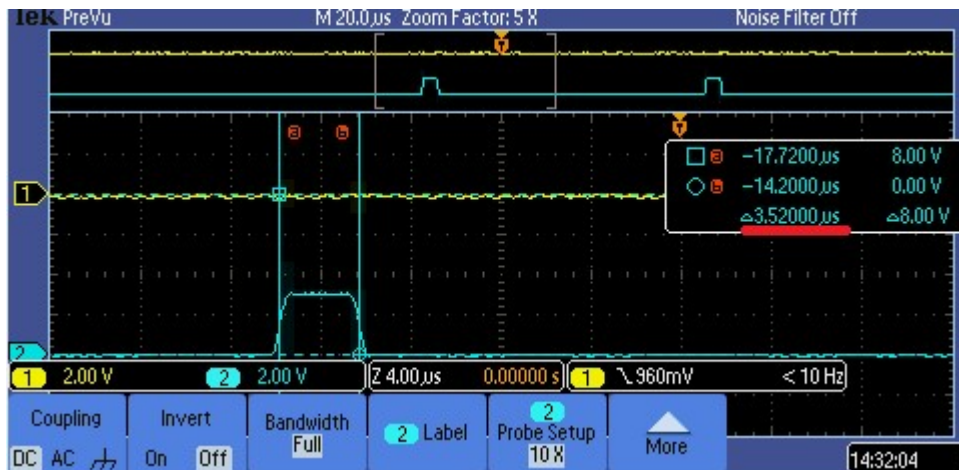 Tek PreVu M 20.0µs Zoom Factor: 5 X Noise Filter Off
T
a b T
a -17.7200µs 8.00 V
b -14.2000µs 0.00 V
△3.52000µs △8.00 V
1
2
1 2.00 V 2 2.00 V Z 4.00µs 0.00000 s 1 \ 960mV < 10 Hz
Coupling Invert Bandwidth Full 2 Label 2 Probe Setup 10 X More
DC AC On Off
14:32:04